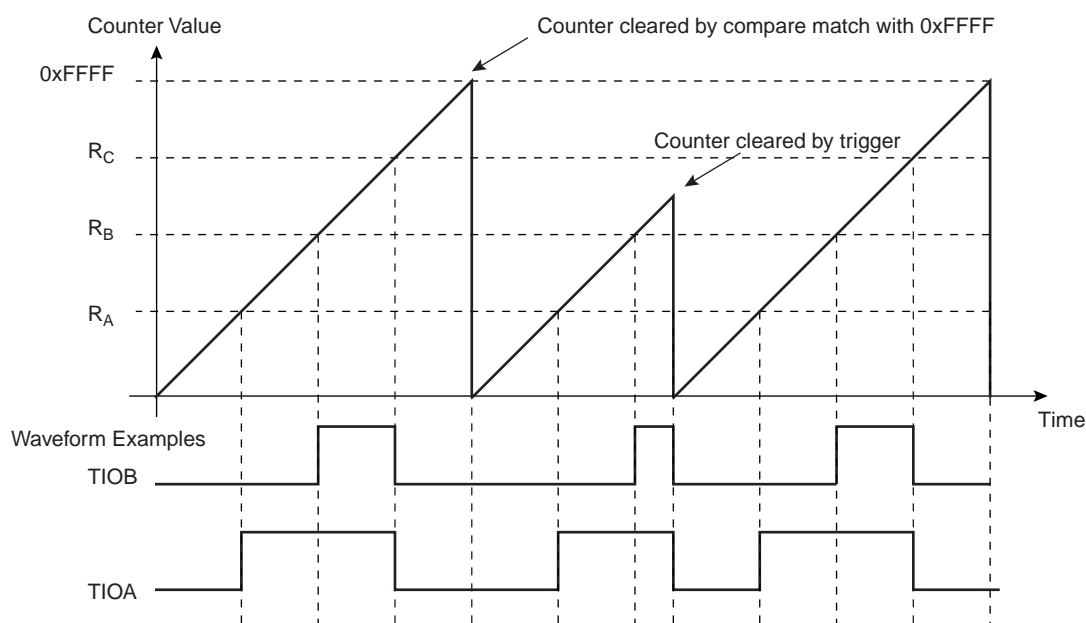 Counter Value
Counter cleared by compare match with 0xFFFF
0xFFFF
Counter cleared by trigger
RC
RB
RA
Time
Waveform Examples
TIOB
TIOA